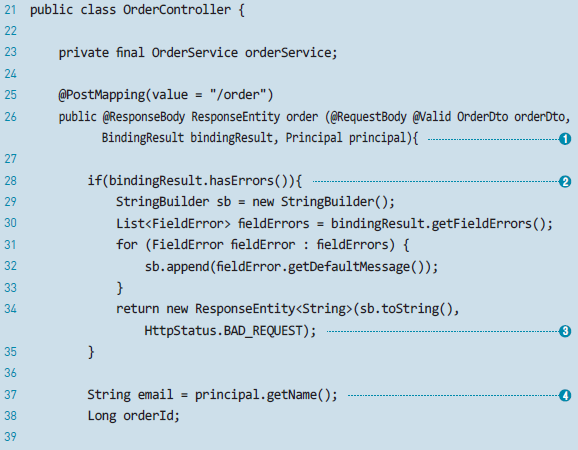 21 public class OrderController {
22
23 private final OrderService orderService;
24
25 @PostMapping(value = "/order")
26 public @ResponseBody ResponseEntity order (@RequestBody @Valid OrderDto orderDto,
BindingResult bindingResult, Principal principal){ ❶
27
28 if(bindingResult.hasErrors()){ ❷
29 StringBuilder sb = new StringBuilder();
30 List<FieldError> fieldErrors = bindingResult.getFieldErrors();
31 for (FieldError fieldError : fieldErrors) {
32 sb.append(fieldError.getDefaultMessage());
33 }
34 return new ResponseEntity<String>(sb.toString(),
HttpStatus.BAD_REQUEST); ❸
35 }
36
37 String email = principal.getName(); ❹
38 Long orderId;
39